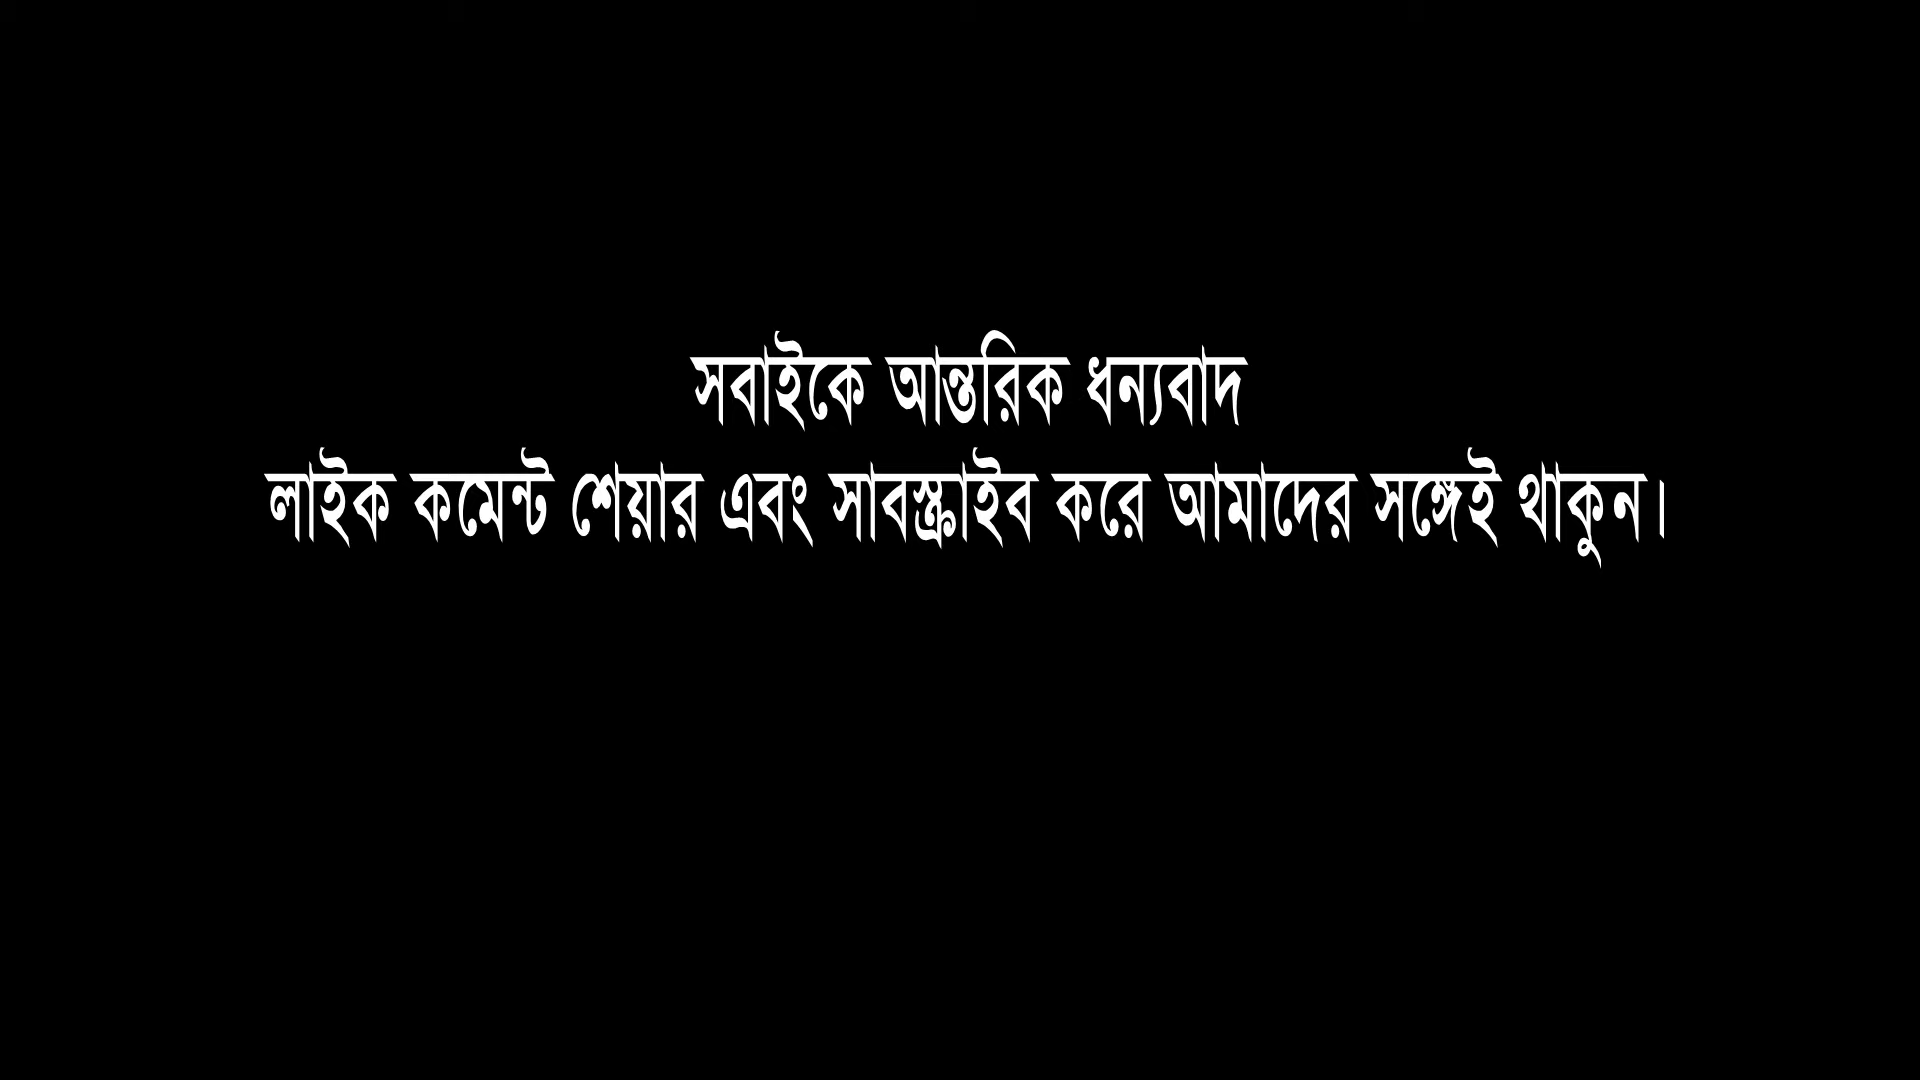 সবাইকে আন্তরিক ধন্যবাদ
লাইক কমেন্ট শেয়ার এবং সাবস্ক্রাইব করে আমাদের সঙ্গেই থাকুন।